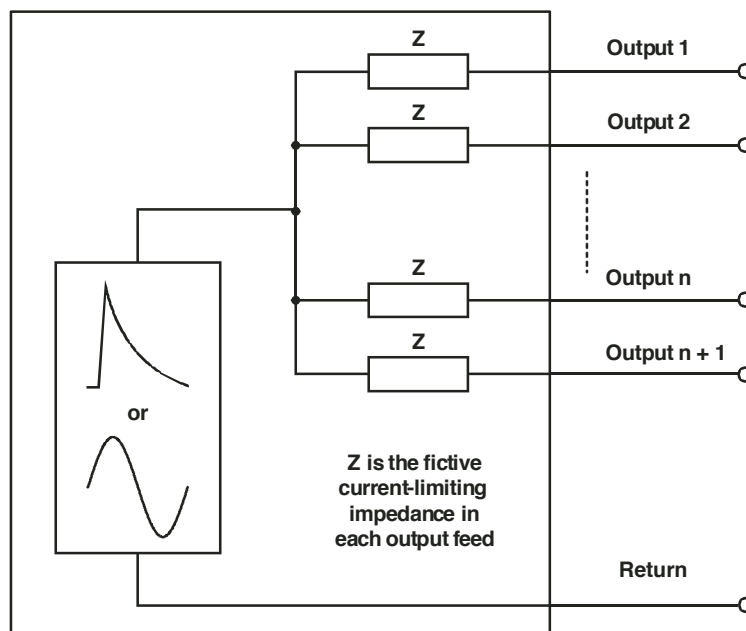 Z
Output 1
Z
Output 2
Z
Output n
Z
Output n + 1
or
Z is the fictive
current-limiting
impedance in
each output feed
Return